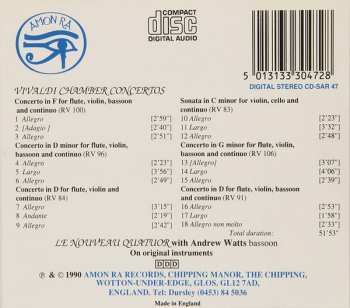 AMON RA
COMPACT
disc
DIGITAL AUDIO
5 013133 304728
DIGITAL STEREO CD-SAR 47
VIVALDI CHAMBER CONCERTOS
Concerto in F for flute, violin, bassoon
and continuo (RV 100)
1 Allegro [2'59"]
2 [Adagio] [2'40"]
3 Allegro [2'51"]
Concerto in D minor for flute, violin,
bassoon and continuo (RV 96)
4 Allegro [2'23"]
5 Largo [3'56"]
6 Allegro [2'49"]
Concerto in D for flute, violin and
continuo (RV 84)
7 Allegro [3'15"]
8 Andante [2'19"]
9 Allegro [2'42"]
Sonata in C minor for violin, cello and
continuo (RV 83)
10 Allegro [2'23"]
11 Largo [3'32"]
12 Allegro [2'48"]
Concerto in G minor for flute, violin,
bassoon and continuo (RV 106)
13 [Allegro] [3'07"]
14 Largo [4'06"]
15 Allegro [2'39"]
Concerto in D for flute, violin, bassoon
and continuo (RV 91)
16 Allegro [2'53"]
17 Largo [1'58"]
18 Allegro non molto [2'33"]
Total duration: 51'53"
LE NOUVEAU QUATUOR with Andrew Watts bassoon
On original instruments
DDD
℗ & © 1990 AMON RA RECORDS, CHIPPING MANOR, THE CHIPPING,
WOTTON-UNDER-EDGE, GLOS, GL12 7AD,
ENGLAND. Tel: Dursley (0453) 84 5036
Made in England